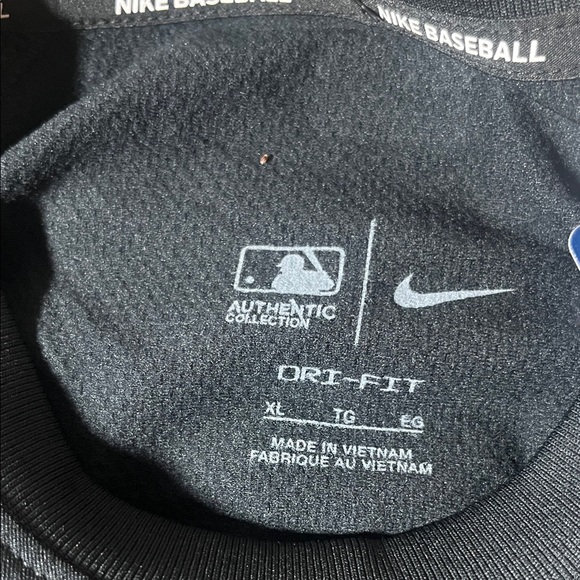 NIKE BASEBALL
NIKE BASEBALL
AUTHENTIC
COLLECTION
DRI-FIT
XL TG EG
MADE IN VIETNAM
FABRIQUE AU VIETNAM